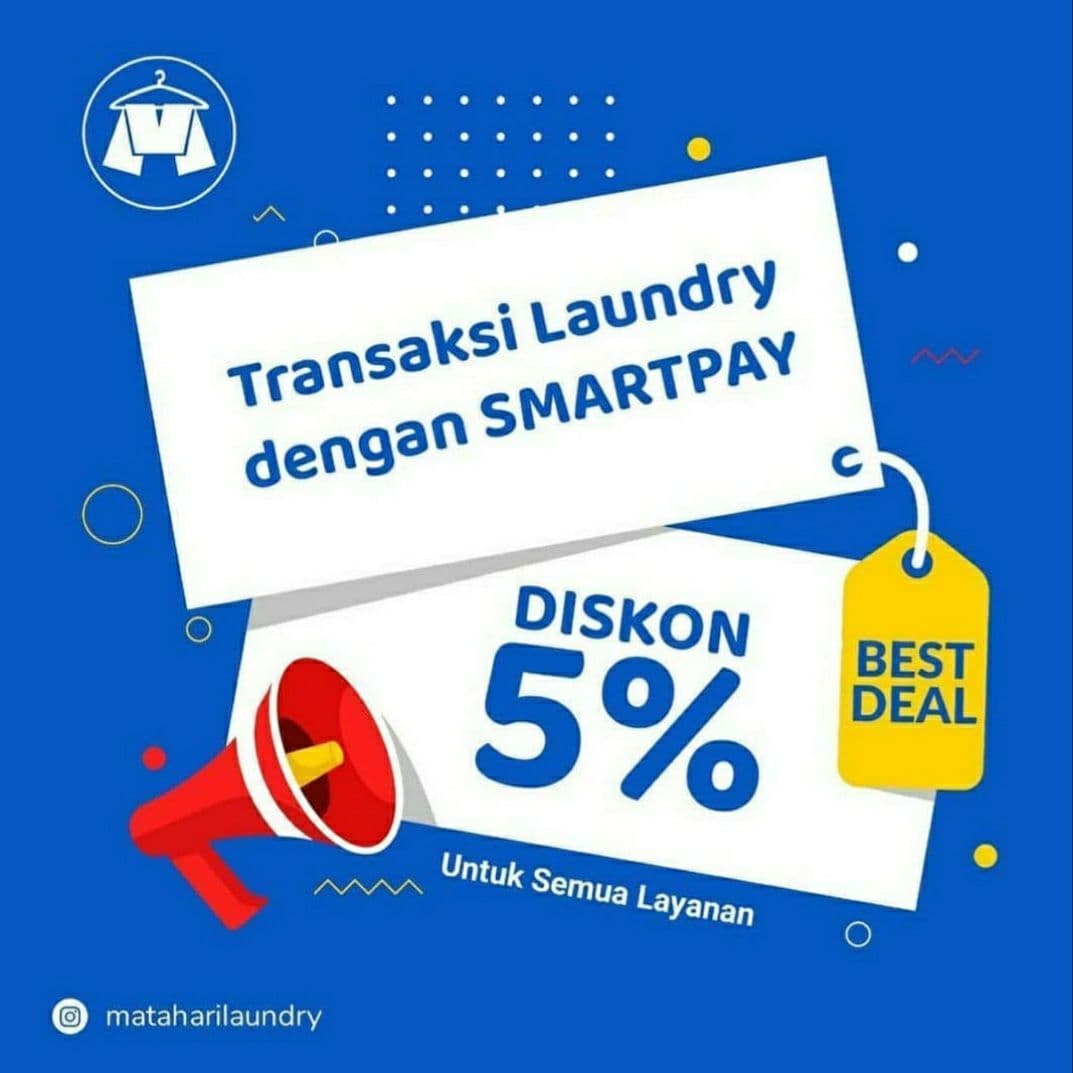 Transaksi Laundry
dengan SMARTPAY
DISKON
5%
BEST
DEAL
Untuk Semua Layanan
mataharilaundry